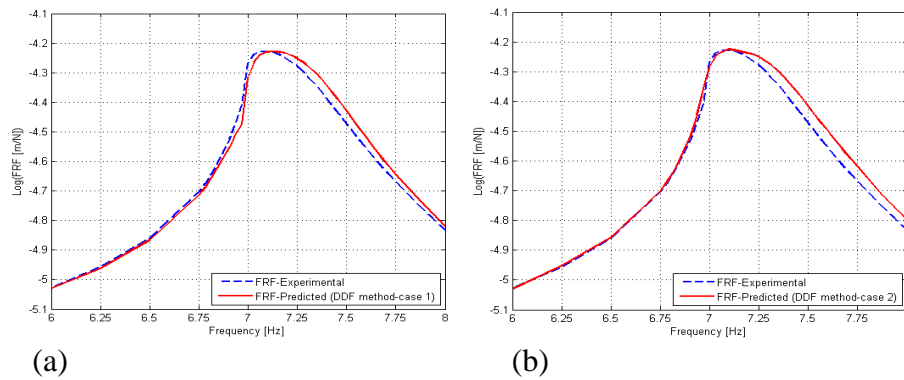 -4.1
-4.2
-4.3
-4.4
-4.5
-4.6
-4.7
-4.8
-4.9
-5
-5.1
Log(FRF [m/N])
6 6.25 6.5 6.75 7 7.25 7.5 7.75 8
Frequency [Hz]
FRF-Experimental
FRF-Predicted (DDF method-case 1)
(a)
-4.1
-4.2
-4.3
-4.4
-4.5
-4.6
-4.7
-4.8
-4.9
-5
-5.1
Log(FRF [m/N])
6 6.25 6.5 6.75 7 7.25 7.5 7.75
Frequency [Hz]
FRF-Experimental
FRF-Predicted (DDF method-case 2)
(b)